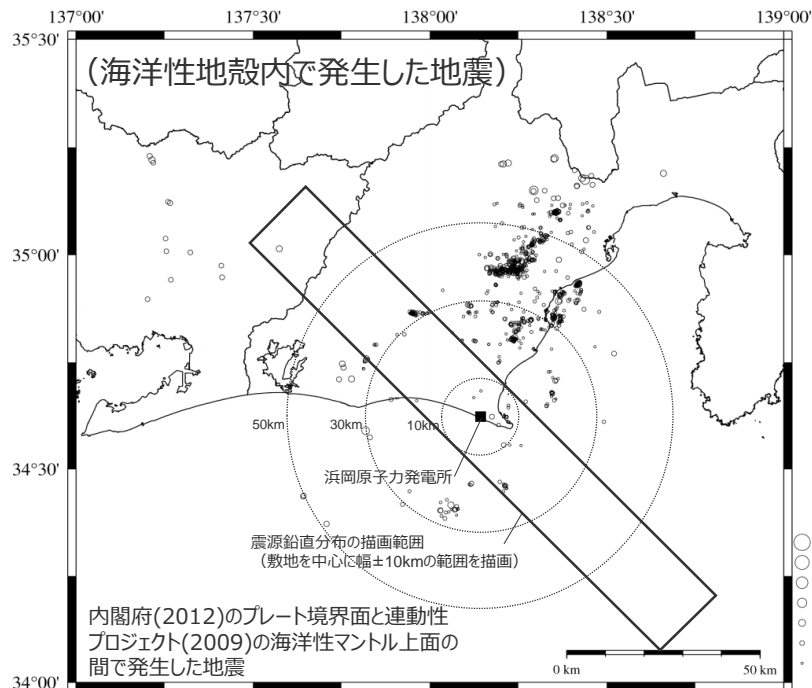 137°00' 137°30' 138°00' 138°30' 139°00'
35°30'
（海洋性地殻内で発生した地震）
35°00'
50km 30km 10km
34°30'
浜岡原子力発電所
震源鉛直分布の描画範囲
（敷地を中心に幅±10kmの範囲を描画）
内閣府(2012)のプレート境界面と連動性
プロジェクト(2009)の海洋性マントル上面の
間で発生した地震
0 km 50 km
34°00'